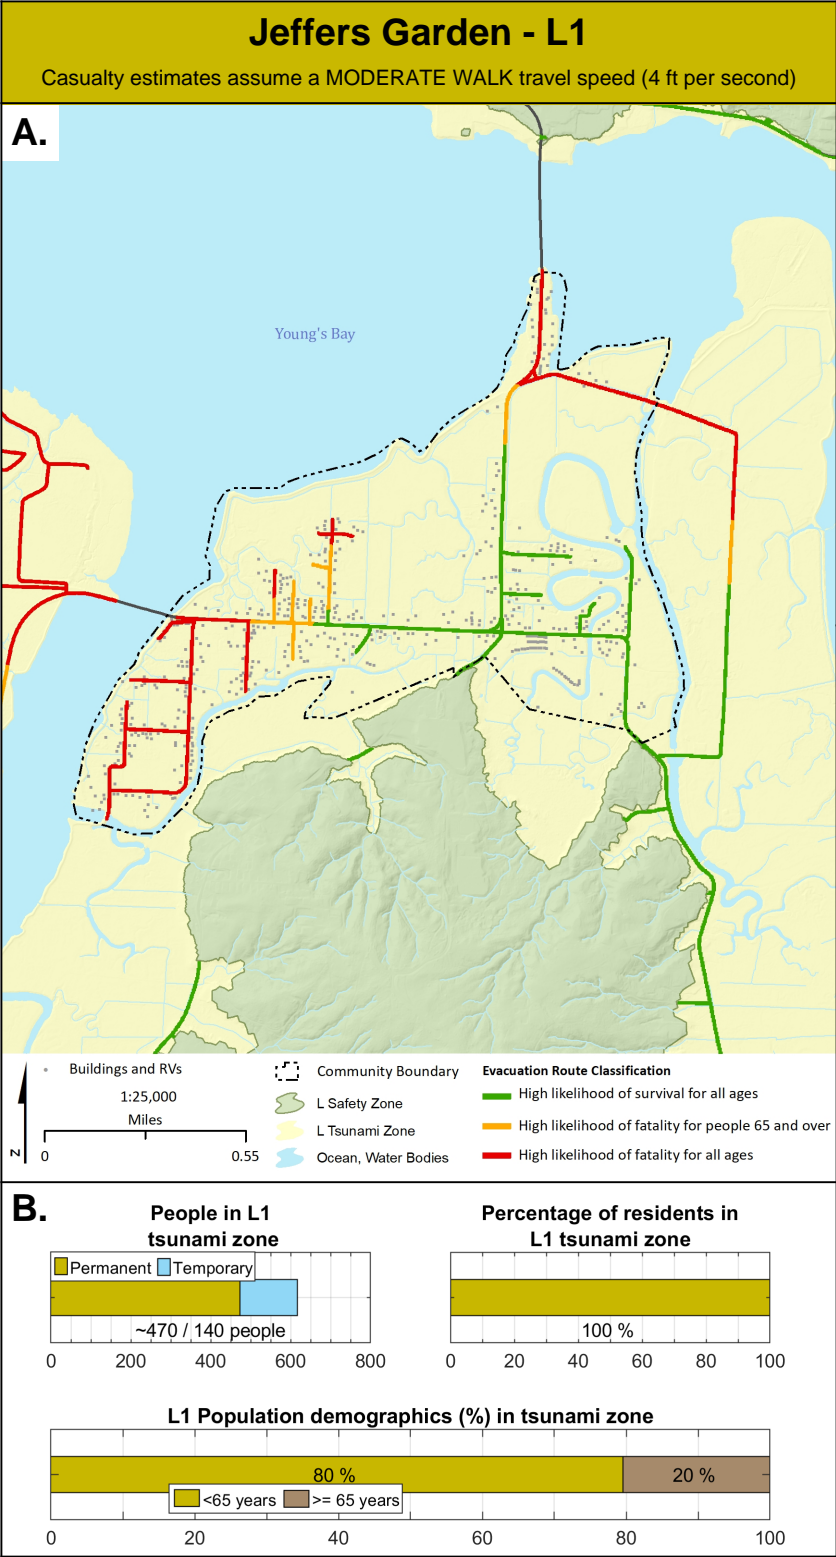 Jeffers Garden - L1
Casualty estimates assume a MODERATE WALK travel speed (4 ft per second)
A.
Young's Bay
Buildings and RVs
1:25,000
Miles
0 0.55
N
Community Boundary
L Safety Zone
L Tsunami Zone
Ocean, Water Bodies
Evacuation Route Classification
High likelihood of survival for all ages
High likelihood of fatality for people 65 and over
High likelihood of fatality for all ages
B.
People in L1
tsunami zone
Permanent Temporary
~470 / 140 people
0 200 400 600 800
Percentage of residents in
L1 tsunami zone
100 %
0 20 40 60 80 100
L1 Population demographics (%) in tsunami zone
80 % 20 %
<65 years >= 65 years
0 20 40 60 80 100